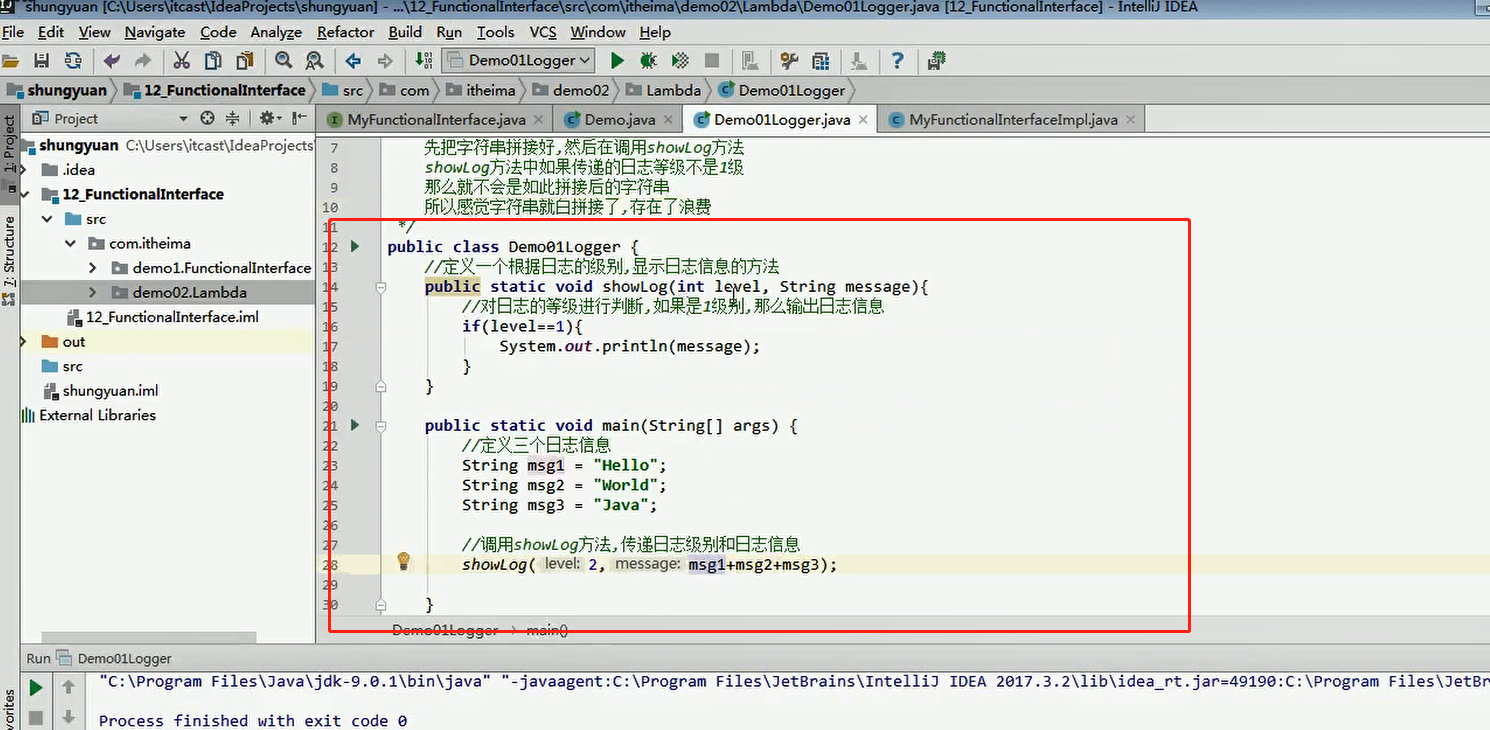 shungyuan [C:\Users\itcast\IdeaProjects\shungyuan] - ...\12_FunctionalInterface\src\com\itheima\demo02\Lambda\Demo01Logger.java [12_FunctionalInterface] - IntelliJ IDEA
File Edit View Navigate Code Analyze Refactor Build Run Tools VCS Window Help
Demo01Logger
shungyuan 12_FunctionalInterface src com itheima demo02 Lambda Demo01Logger
Project
MyFunctionalInterface.java Demo.java Demo01Logger.java MyFunctionalInterfaceImpl.java
1: Project
7: Structure
shungyuan C:\Users\itcast\IdeaProjects
.idea
12_FunctionalInterface
src
com.itheima
demo1.FunctionalInterface
demo02.Lambda
12_FunctionalInterface.iml
out
src
shungyuan.iml
External Libraries
7 先把字符串拼接好,然后在调用showLog方法
8 showLog方法中如果传递的日志等级不是1级
9 那么就不会是如此拼接后的字符串
10 所以感觉字符串就白拼接了,存在了浪费
11 */
12 public class Demo01Logger {
13 //定义一个根据日志的级别,显示日志信息的方法
14 public static void showLog(int level, String message){
15 //对日志的等级进行判断,如果是1级别,那么输出日志信息
16 if(level==1){
17 System.out.println(message);
18 }
19 }
20
21 public static void main(String[] args) {
22 //定义三个日志信息
23 String msg1 = "Hello";
24 String msg2 = "World";
25 String msg3 = "Java";
26
27 //调用showLog方法,传递日志级别和日志信息
28 showLog( level: 2, message: msg1+msg2+msg3);
29
30 }
Demo01Logger main()
Run Demo01Logger
"C:\Program Files\Java\jdk-9.0.1\bin\java" "-javaagent:C:\Program Files\JetBrains\IntelliJ IDEA 2017.3.2\lib\idea_rt.jar=49190:C:\Program Files\JetBr
Process finished with exit code 0
vorites